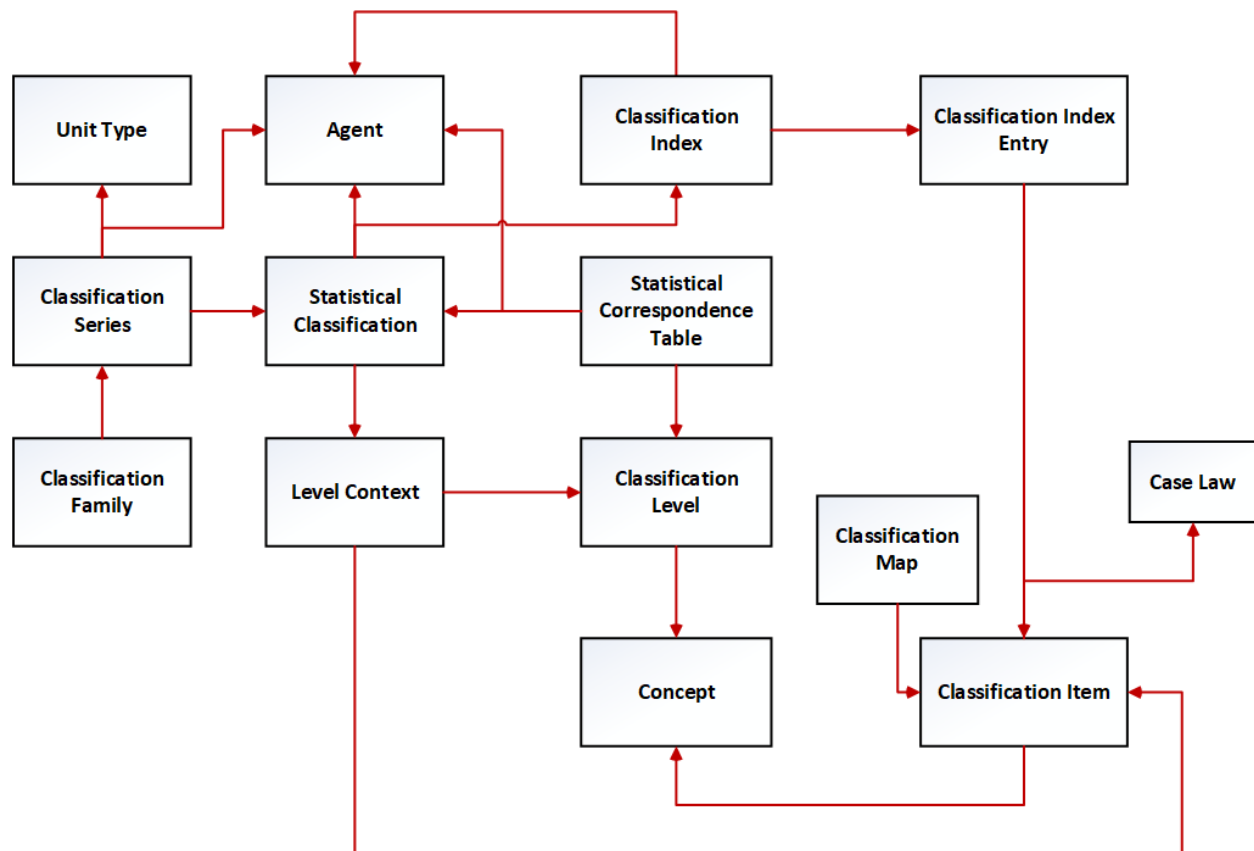 Unit Type
Agent
Classification
Index
Classification Index
Entry
Classification
Series
Statistical
Classification
Statistical
Correspondence
Table
Classification
Family
Level Context
Classification
Level
Classification
Map
Case Law
Concept
Classification Item